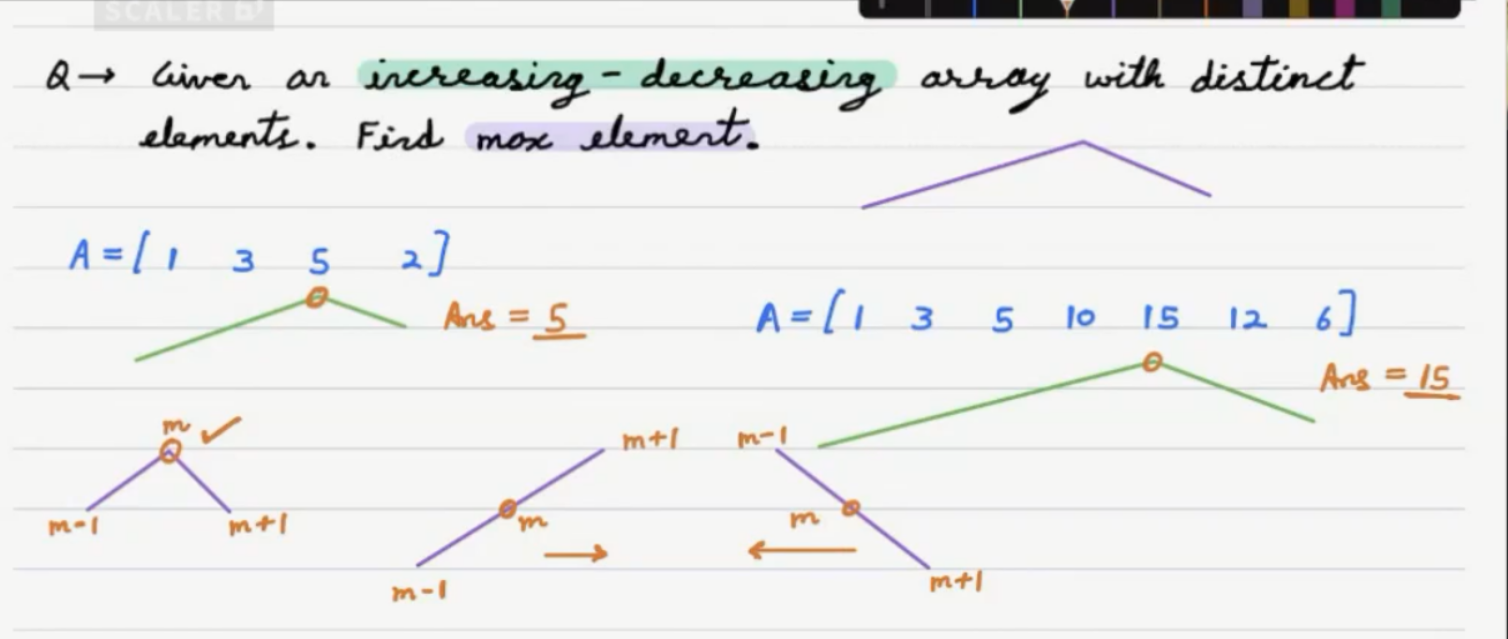 SCALER
Q → Given an increasing - decreasing array with distinct
elements. Find max element.
A = [ 1 3 5 2 ]
Ans = 5
A = [ 1 3 5 10 15 12 6 ]
Ans = 15
m ✓
m-1 m+1
m+1
m
m-1
m-1
m
m+1